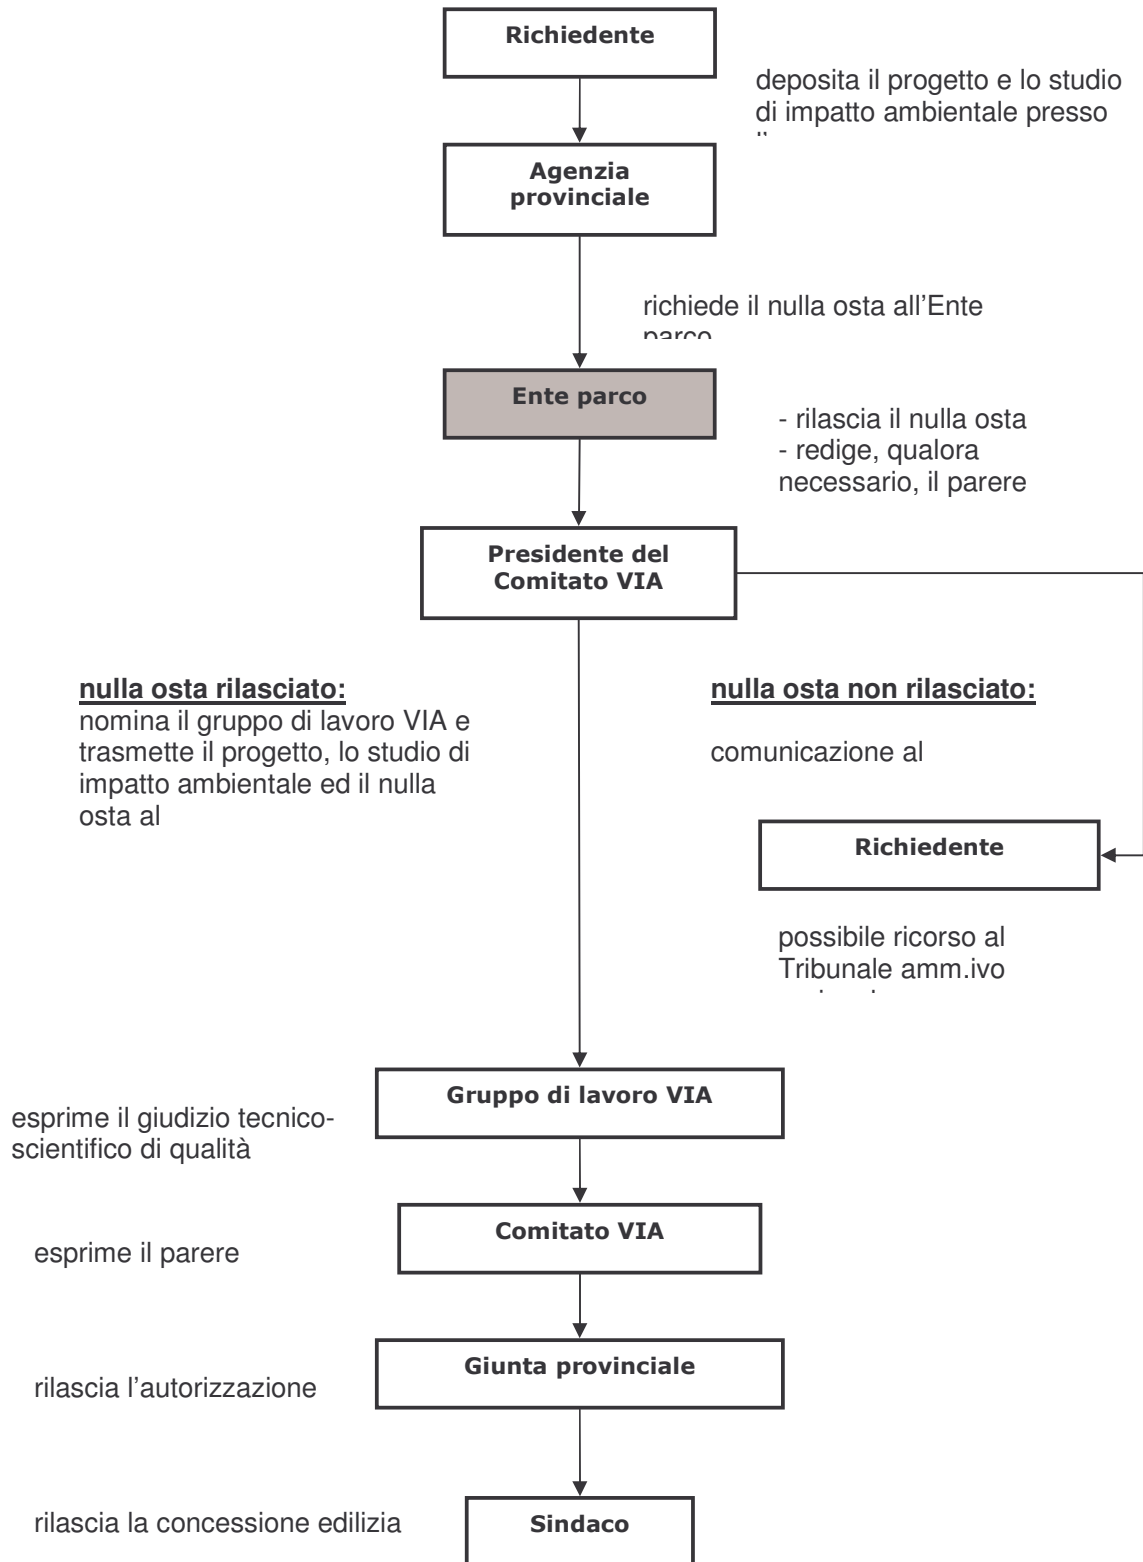 Richiedente
deposita il progetto e lo studio
di impatto ambientale presso
Agenzia
provinciale
richiede il nulla osta all'Ente
parco
Ente parco
- rilascia il nulla osta
- redige, qualora
necessario, il parere
Presidente del
Comitato VIA
nulla osta rilasciato:
nomina il gruppo di lavoro VIA e
trasmette il progetto, lo studio di
impatto ambientale ed il nulla
osta al
nulla osta non rilasciato:
comunicazione al
Richiedente
possibile ricorso al
Tribunale amm.ivo
Gruppo di lavoro VIA
esprime il giudizio tecnico-
scientifico di qualità
Comitato VIA
esprime il parere
Giunta provinciale
rilascia l'autorizzazione
rilascia la concessione edilizia
Sindaco